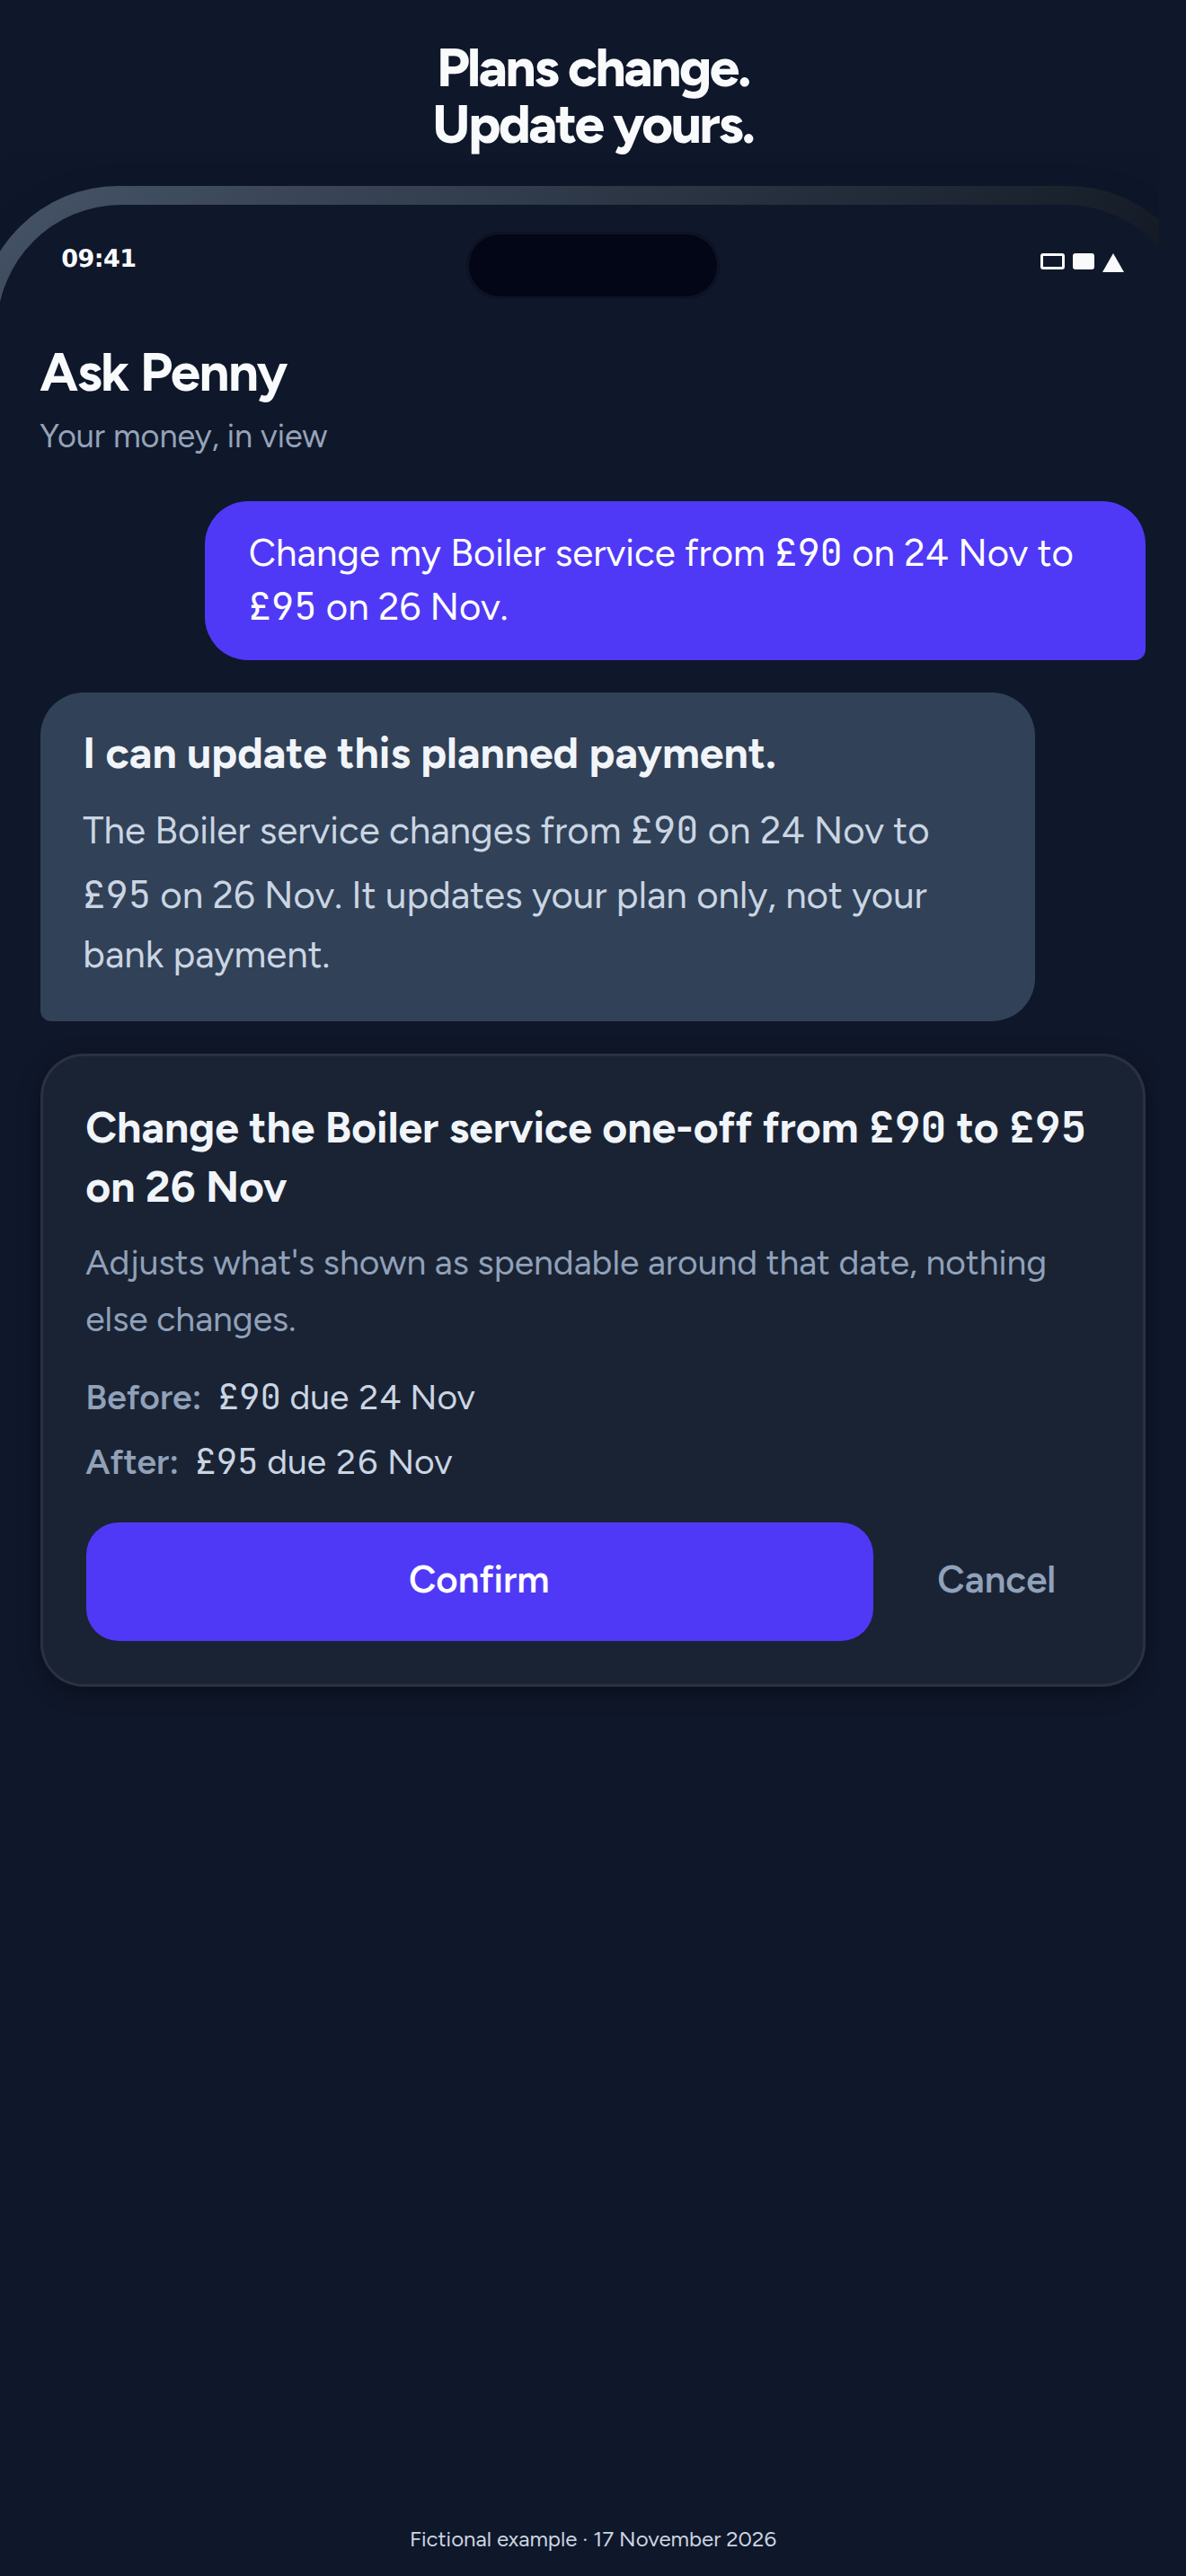 Plans change.
Update yours.
09:41
Ask Penny
Your money, in view
Change my Boiler service from £90 on 24 Nov to
£95 on 26 Nov.
I can update this planned payment.
The Boiler service changes from £90 on 24 Nov to
£95 on 26 Nov. It updates your plan only, not your
bank payment.
Change the Boiler service one-off from £90 to £95
on 26 Nov
Adjusts what's shown as spendable around that date, nothing
else changes.
Before: £90 due 24 Nov
After: £95 due 26 Nov
Confirm Cancel
Fictional example · 17 November 2026